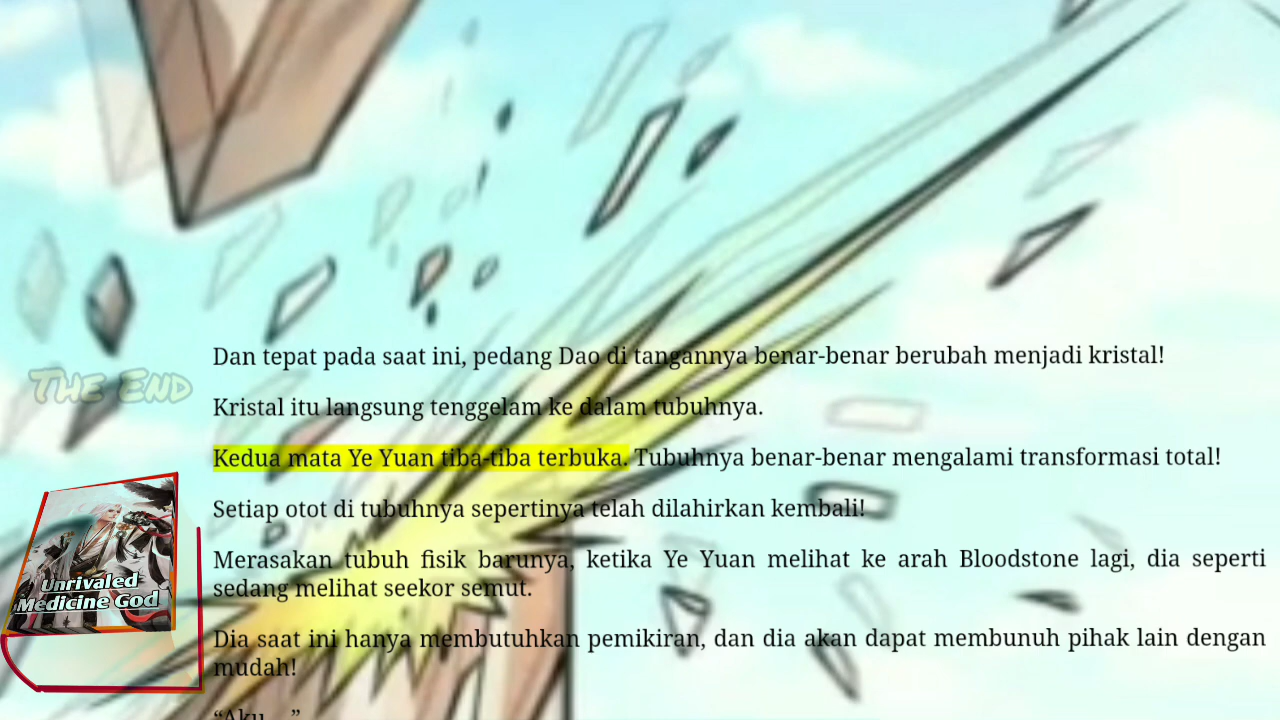 Dan tepat pada saat ini, pedang Dao di tangannya benar-benar berubah menjadi kristal!
Kristal itu langsung tenggelam ke dalam tubuhnya.
The End
Kedua mata Ye Yuan tiba-tiba terbuka. Tubuhnya benar-benar mengalami transformasi total!
Setiap otot di tubuhnya sepertinya telah dilahirkan kembali!
Merasakan tubuh fisik barunya, ketika Ye Yuan melihat ke arah Bloodstone lagi, dia seperti
sedang melihat seekor semut.
Unrivaled
Medicine God
Dia saat ini hanya membutuhkan pemikiran, dan dia akan dapat membunuh pihak lain dengan
mudah!
“Aku... ”